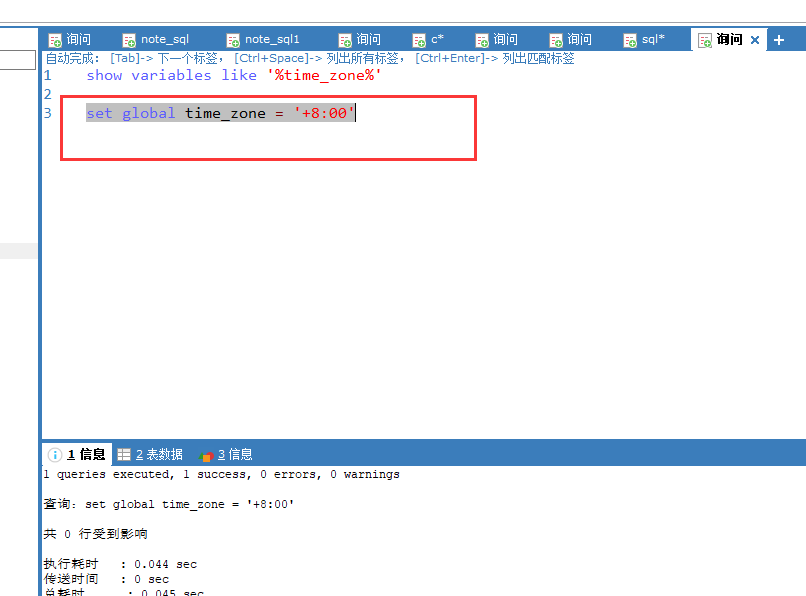 询问 note_sql note_sql1 询问 c* 询问 询问 sql* 询问
自动完成: [Tab]-> 下一个标签, [Ctrl+Space]-> 列出所有标签, [Ctrl+Enter]-> 列出匹配标签
1 show variables like '%time_zone%'
2
3 set global time_zone = '+8:00'
1 信息 2 表数据 3 信息
1 queries executed, 1 success, 0 errors, 0 warnings
查询: set global time_zone = '+8:00'
共 0 行受到影响
执行耗时 : 0.044 sec
传送时间 : 0 sec
总耗时 : 0.045 sec